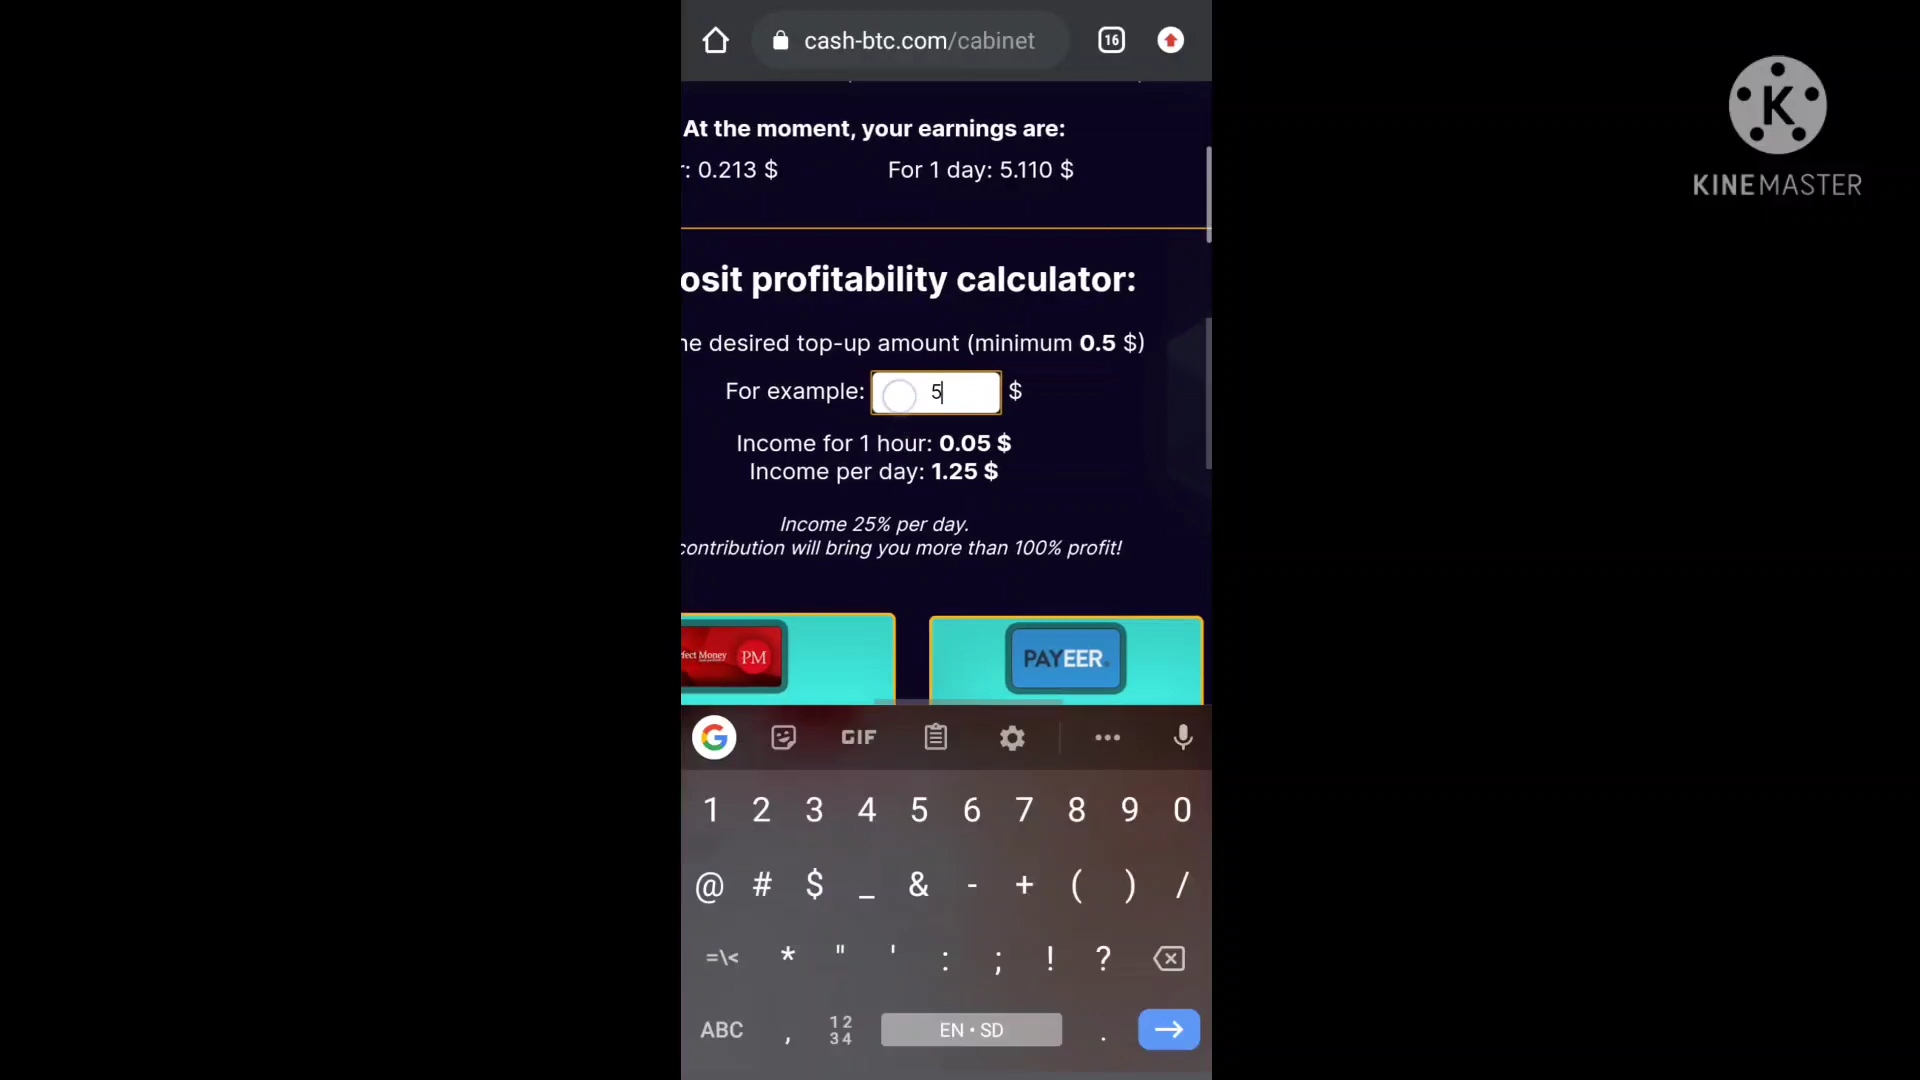 cash-btc.com/cabinet
16
K
KINEMASTER
At the moment, your earnings are:
r: 0.213 $ For 1 day: 5.110 $
osit profitability calculator:
he desired top-up amount (minimum 0.5 $)
For example: 5 $
Income for 1 hour: 0.05 $
Income per day: 1.25 $
Income 25% per day.
contribution will bring you more than 100% profit!
fect Money PM
PAYEER
G GIF
1 2 3 4 5 6 7 8 9 0
@ # $ _ & - + ( ) /
=\< * " ' : ; ! ?
ABC , 12 34 EN • SD .